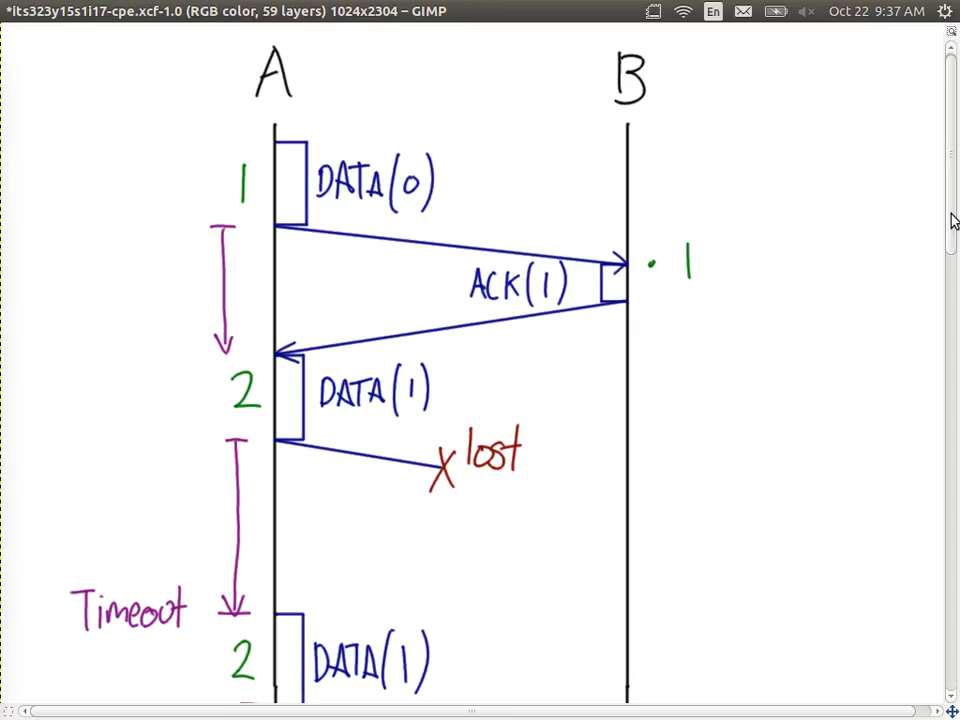 *its323y15s1i17-cpe.xcf-1.0 (RGB color, 59 layers) 1024x2304 – GIMP
En
Oct 22 9:37 AM
A
B
1
DATA(0)
1
ACK(1)
2
DATA(1)
X lost
Timeout
2
DATA(1)